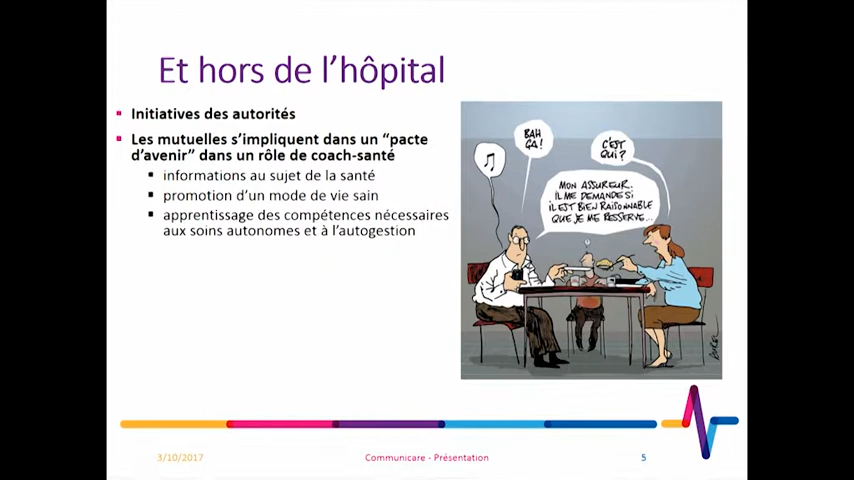 Et hors de l’hôpital
Initiatives des autorités
Les mutuelles s’impliquent dans un “pacte
d’avenir” dans un rôle de coach-santé
informations au sujet de la santé
promotion d’un mode de vie sain
apprentissage des compétences nécessaires
aux soins autonomes et à l’autogestion
BAH
ÇA !
C'EST
QUI ?
MON ASSUREUR.
IL ME DEMANDE SI
IL EST BIEN RAISONNABLE
QUE JE ME RESSERVE...
3/10/2017
Communicare - Présentation
5